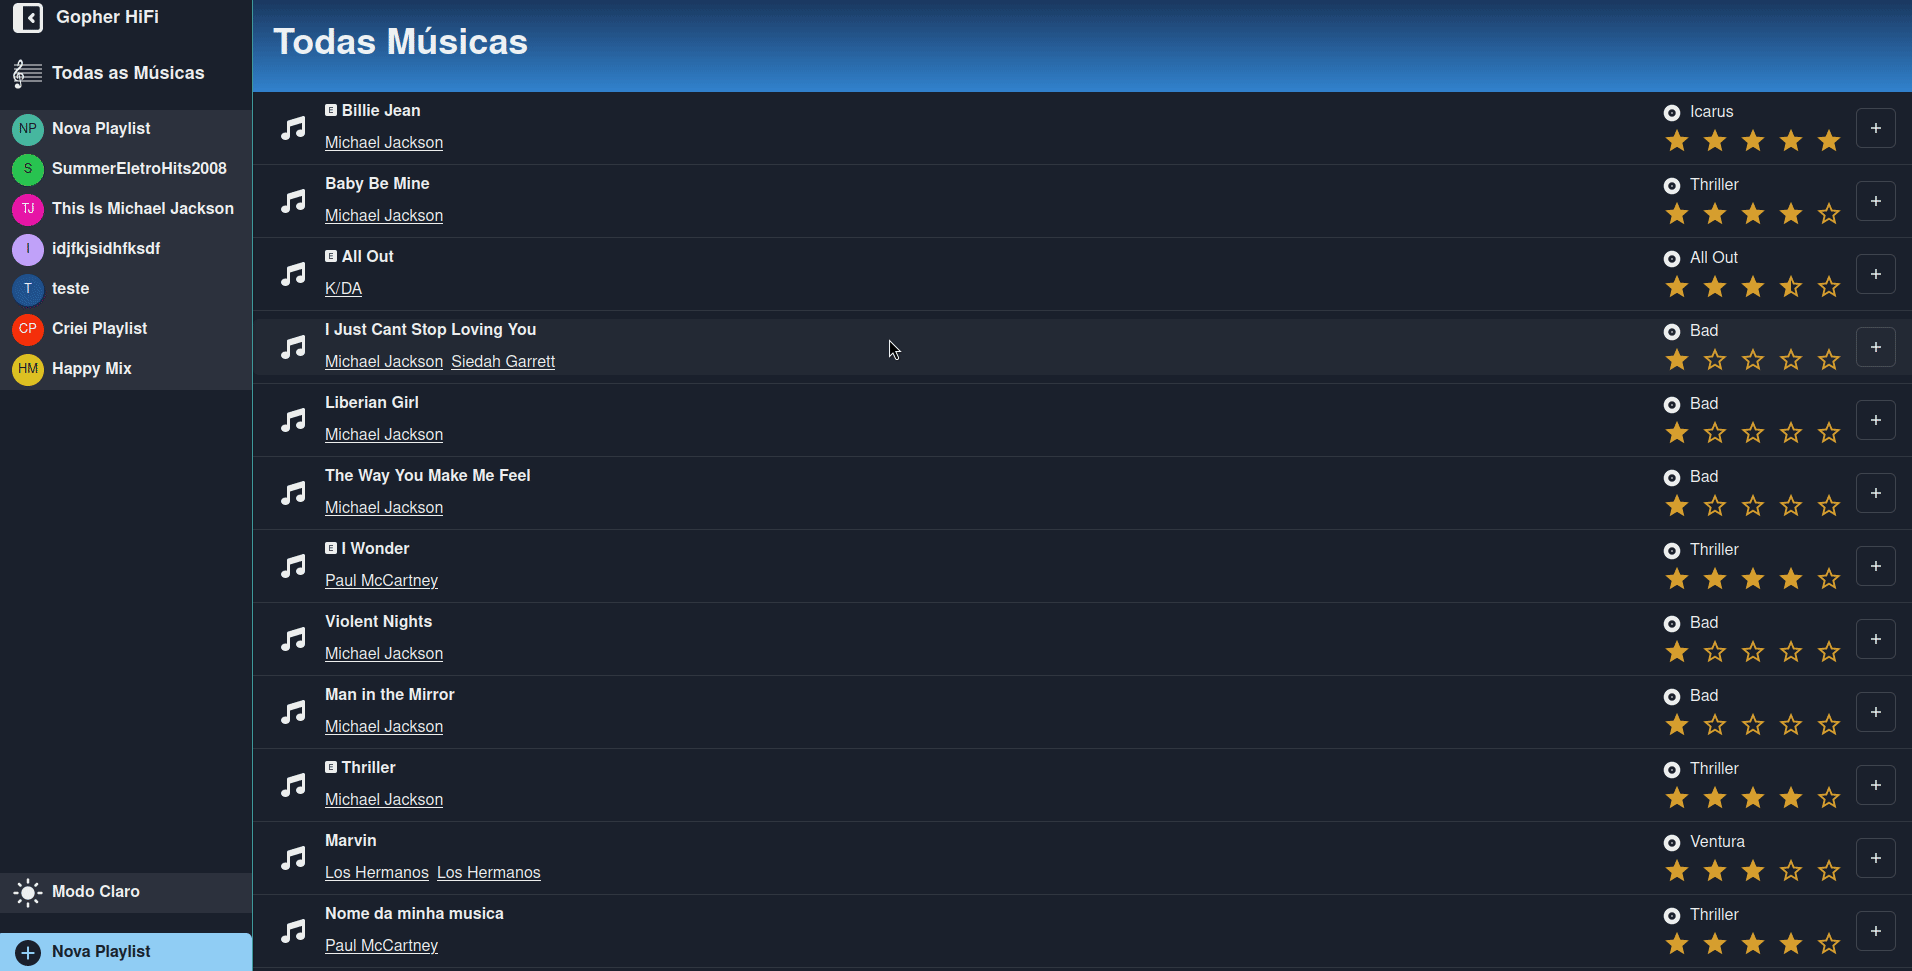 Gopher HiFi
Todas as Músicas
NP Nova Playlist
S SummerEletroHits2008
TJ This Is Michael Jackson
I idjfkjsidhfksdf
T teste
CP Criei Playlist
HM Happy Mix
Modo Claro
Nova Playlist
Todas Músicas
E Billie Jean
Michael Jackson
Icarus
+
Baby Be Mine
Michael Jackson
Thriller
+
E All Out
K/DA
All Out
+
I Just Cant Stop Loving You
Michael Jackson Siedah Garrett
Bad
+
Liberian Girl
Michael Jackson
Bad
+
The Way You Make Me Feel
Michael Jackson
Bad
+
E I Wonder
Paul McCartney
Thriller
+
Violent Nights
Michael Jackson
Bad
+
Man in the Mirror
Michael Jackson
Bad
+
E Thriller
Michael Jackson
Thriller
+
Marvin
Los Hermanos Los Hermanos
Ventura
+
Nome da minha musica
Paul McCartney
Thriller
+